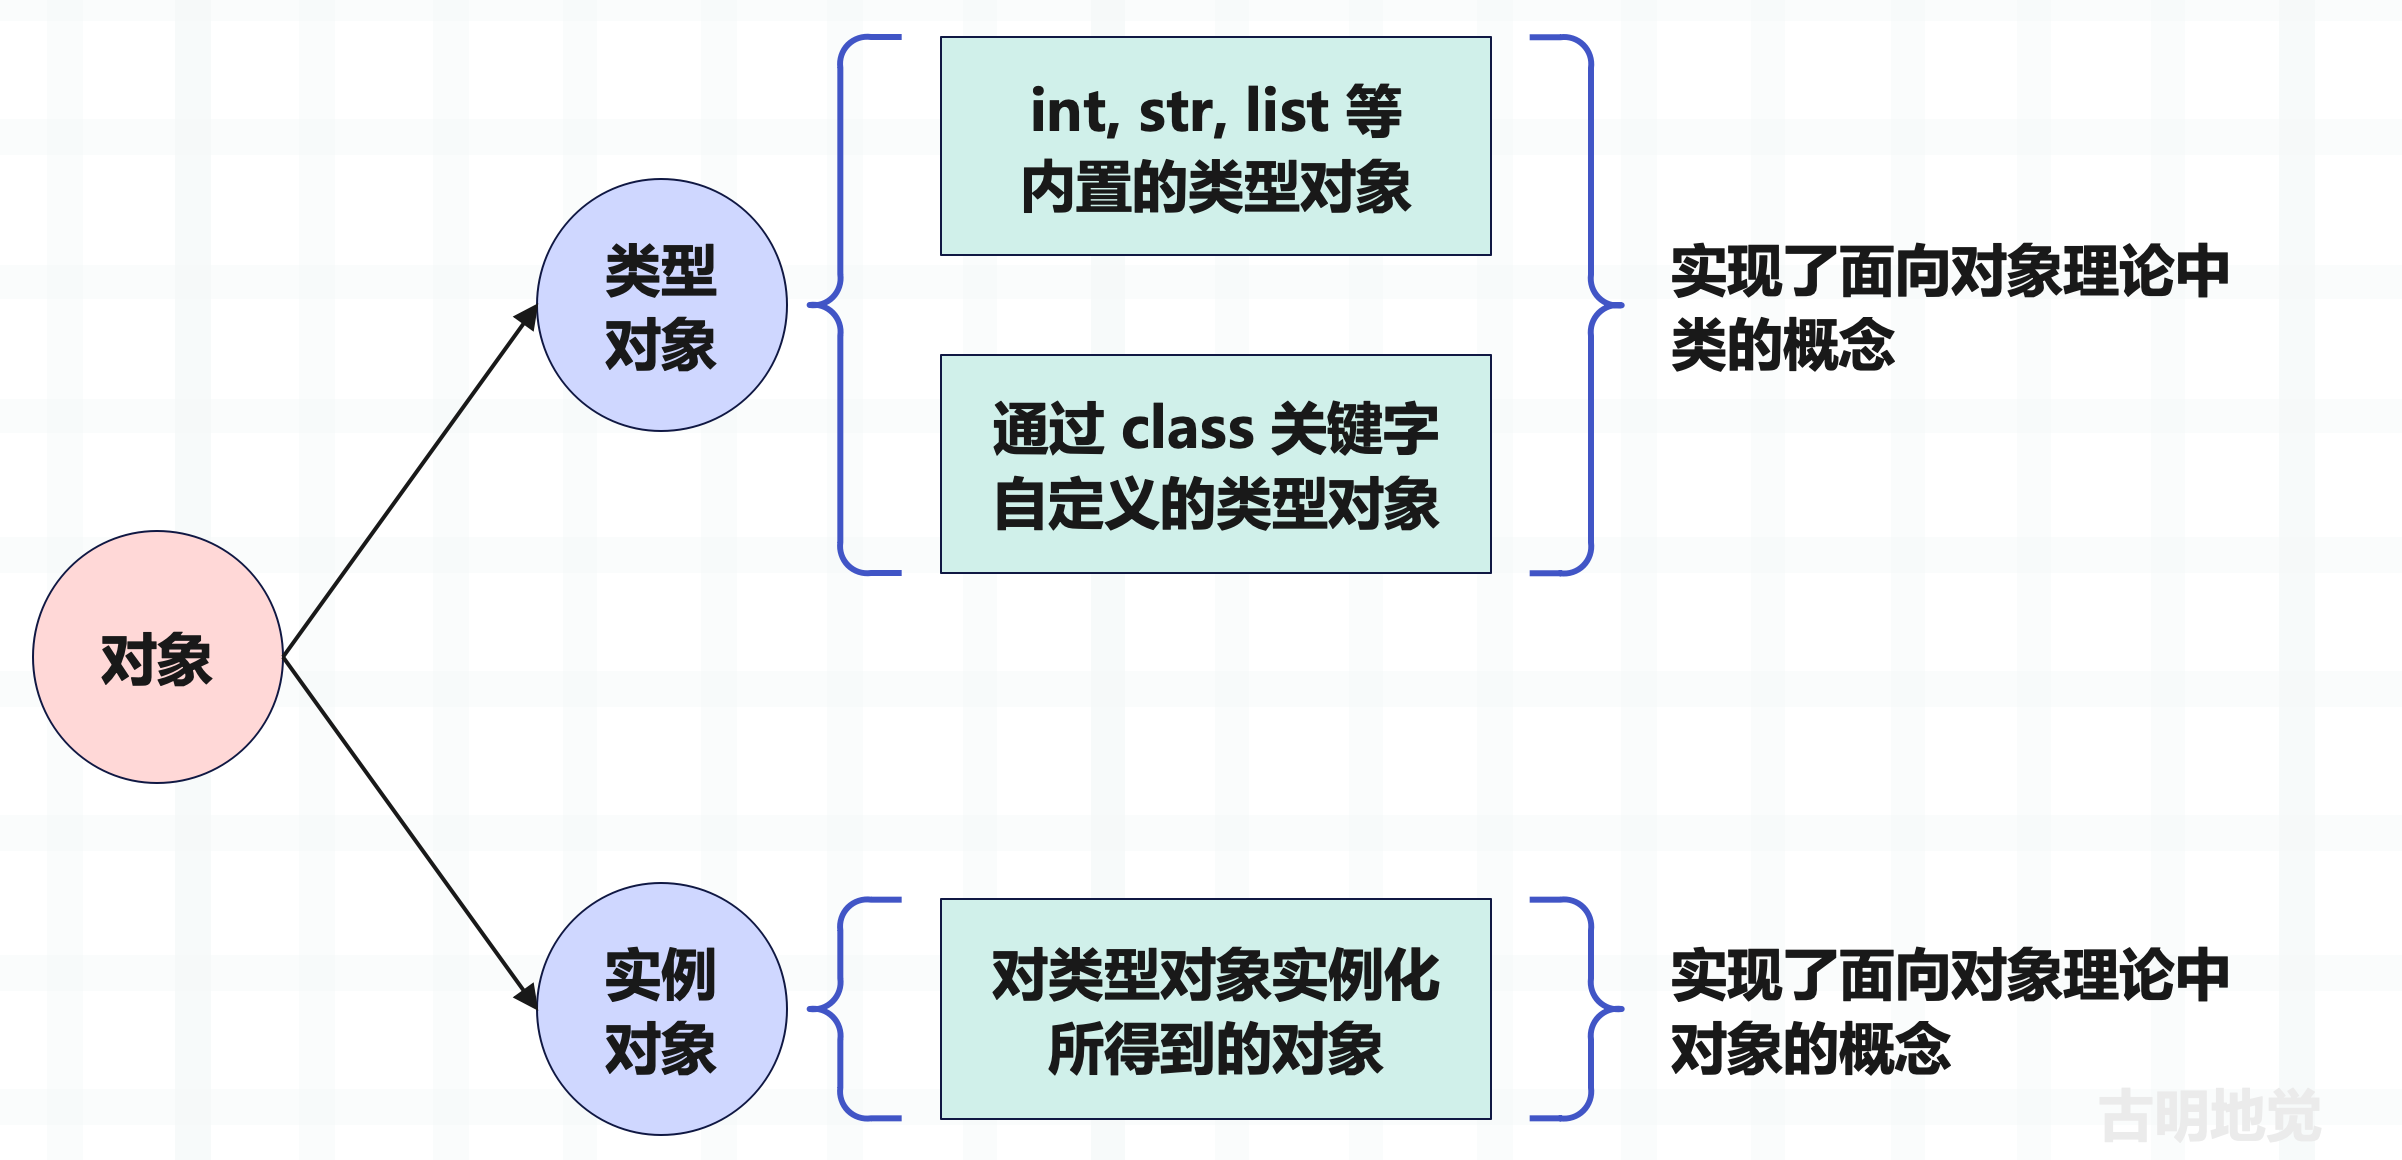 int, str, list 等
内置的类型对象
类型
对象
实现了面向对象理论中
类的概念
通过 class 关键字
自定义的类型对象
对象
实例
对象
对类型对象实例化
所得到的对象
实现了面向对象理论中
对象的概念
古明地觉